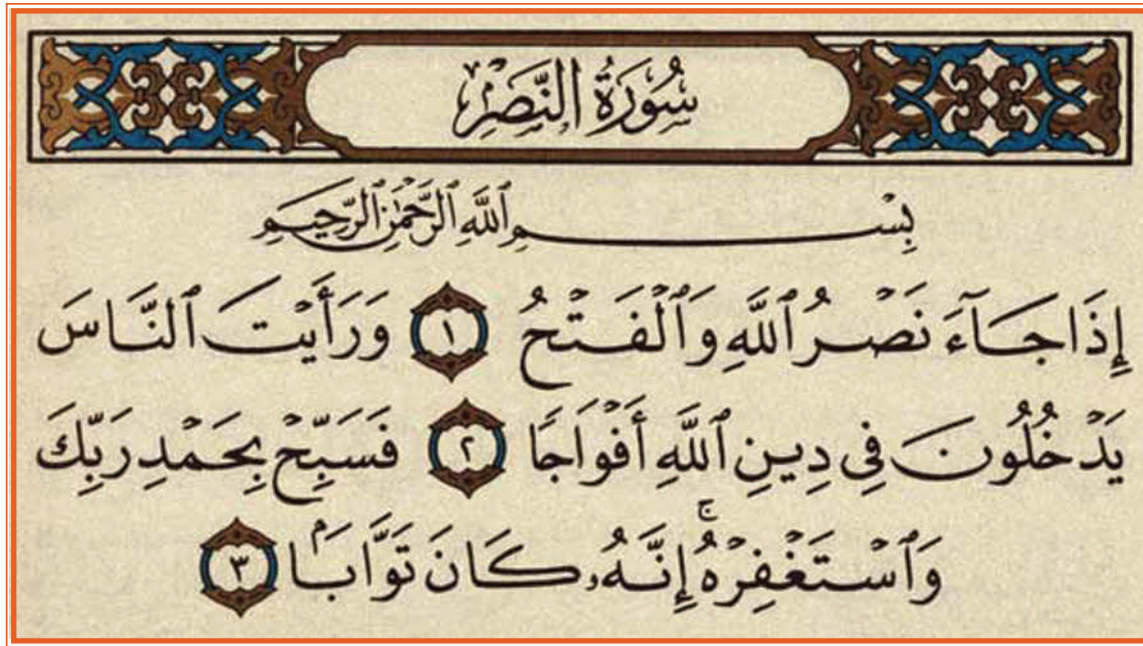 سُورَةُ النَّصْرِ
بِسْمِ ٱللَّهِ ٱلرَّحْمَٰنِ ٱلرَّحِيمِ
إِذَا جَآءَ نَصْرُ ٱللَّهِ وَٱلْفَتْحُ ١ وَرَأَيْتَ ٱلنَّاسَ
يَدْخُلُونَ فِى دِينِ ٱللَّهِ أَفْوَاجًا ٢ فَسَبِّحْ بِحَمْدِ رَبِّكَ
وَٱسْتَغْفِرْهُۚ إِنَّهُۥ كَانَ تَوَّابَۢا ٣